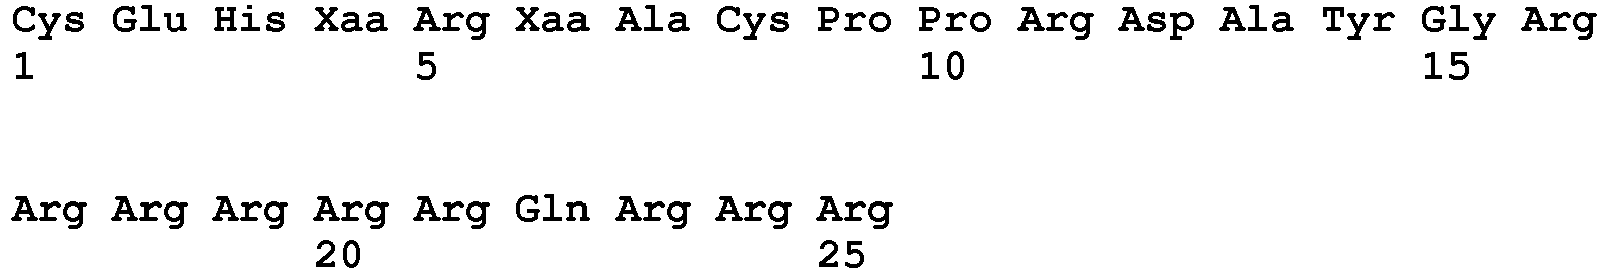 Cys Glu His Xaa Arg Xaa Ala Cys Pro Pro Arg Asp Ala Tyr Gly Arg
1 5 10 15
Arg Arg Arg Arg Arg Gln Arg Arg Arg
20 25